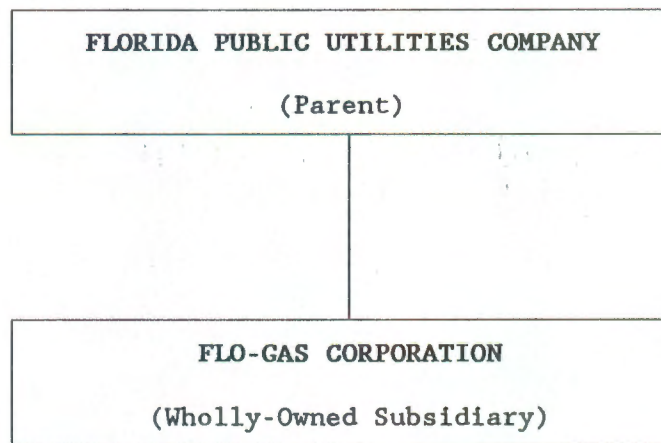 FLORIDA PUBLIC UTILITIES COMPANY
(Parent)
FLO-GAS CORPORATION
(Wholly-Owned Subsidiary)